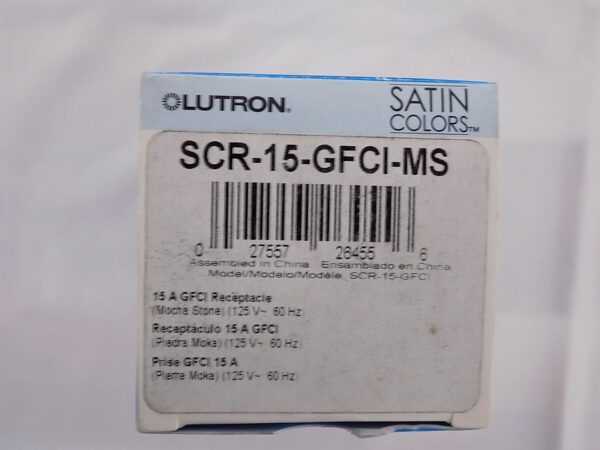 LUTRON®
SATIN
COLORS™
SCR-15-GFCI-MS
0 27557 26455 6
Assembled in China Ensamblado en China
Model/Modelo/Modèle, SCR-15-GFCI
15 A GFCI Receptacle
(Mocha Stone) (125 V~ 60 Hz)
Receptáculo 15 A GFCI
(Piedra Moka) (125 V~ 60 Hz)
Prise GFCI 15 A
(Pierre Moka) (125 V~ 60 Hz)